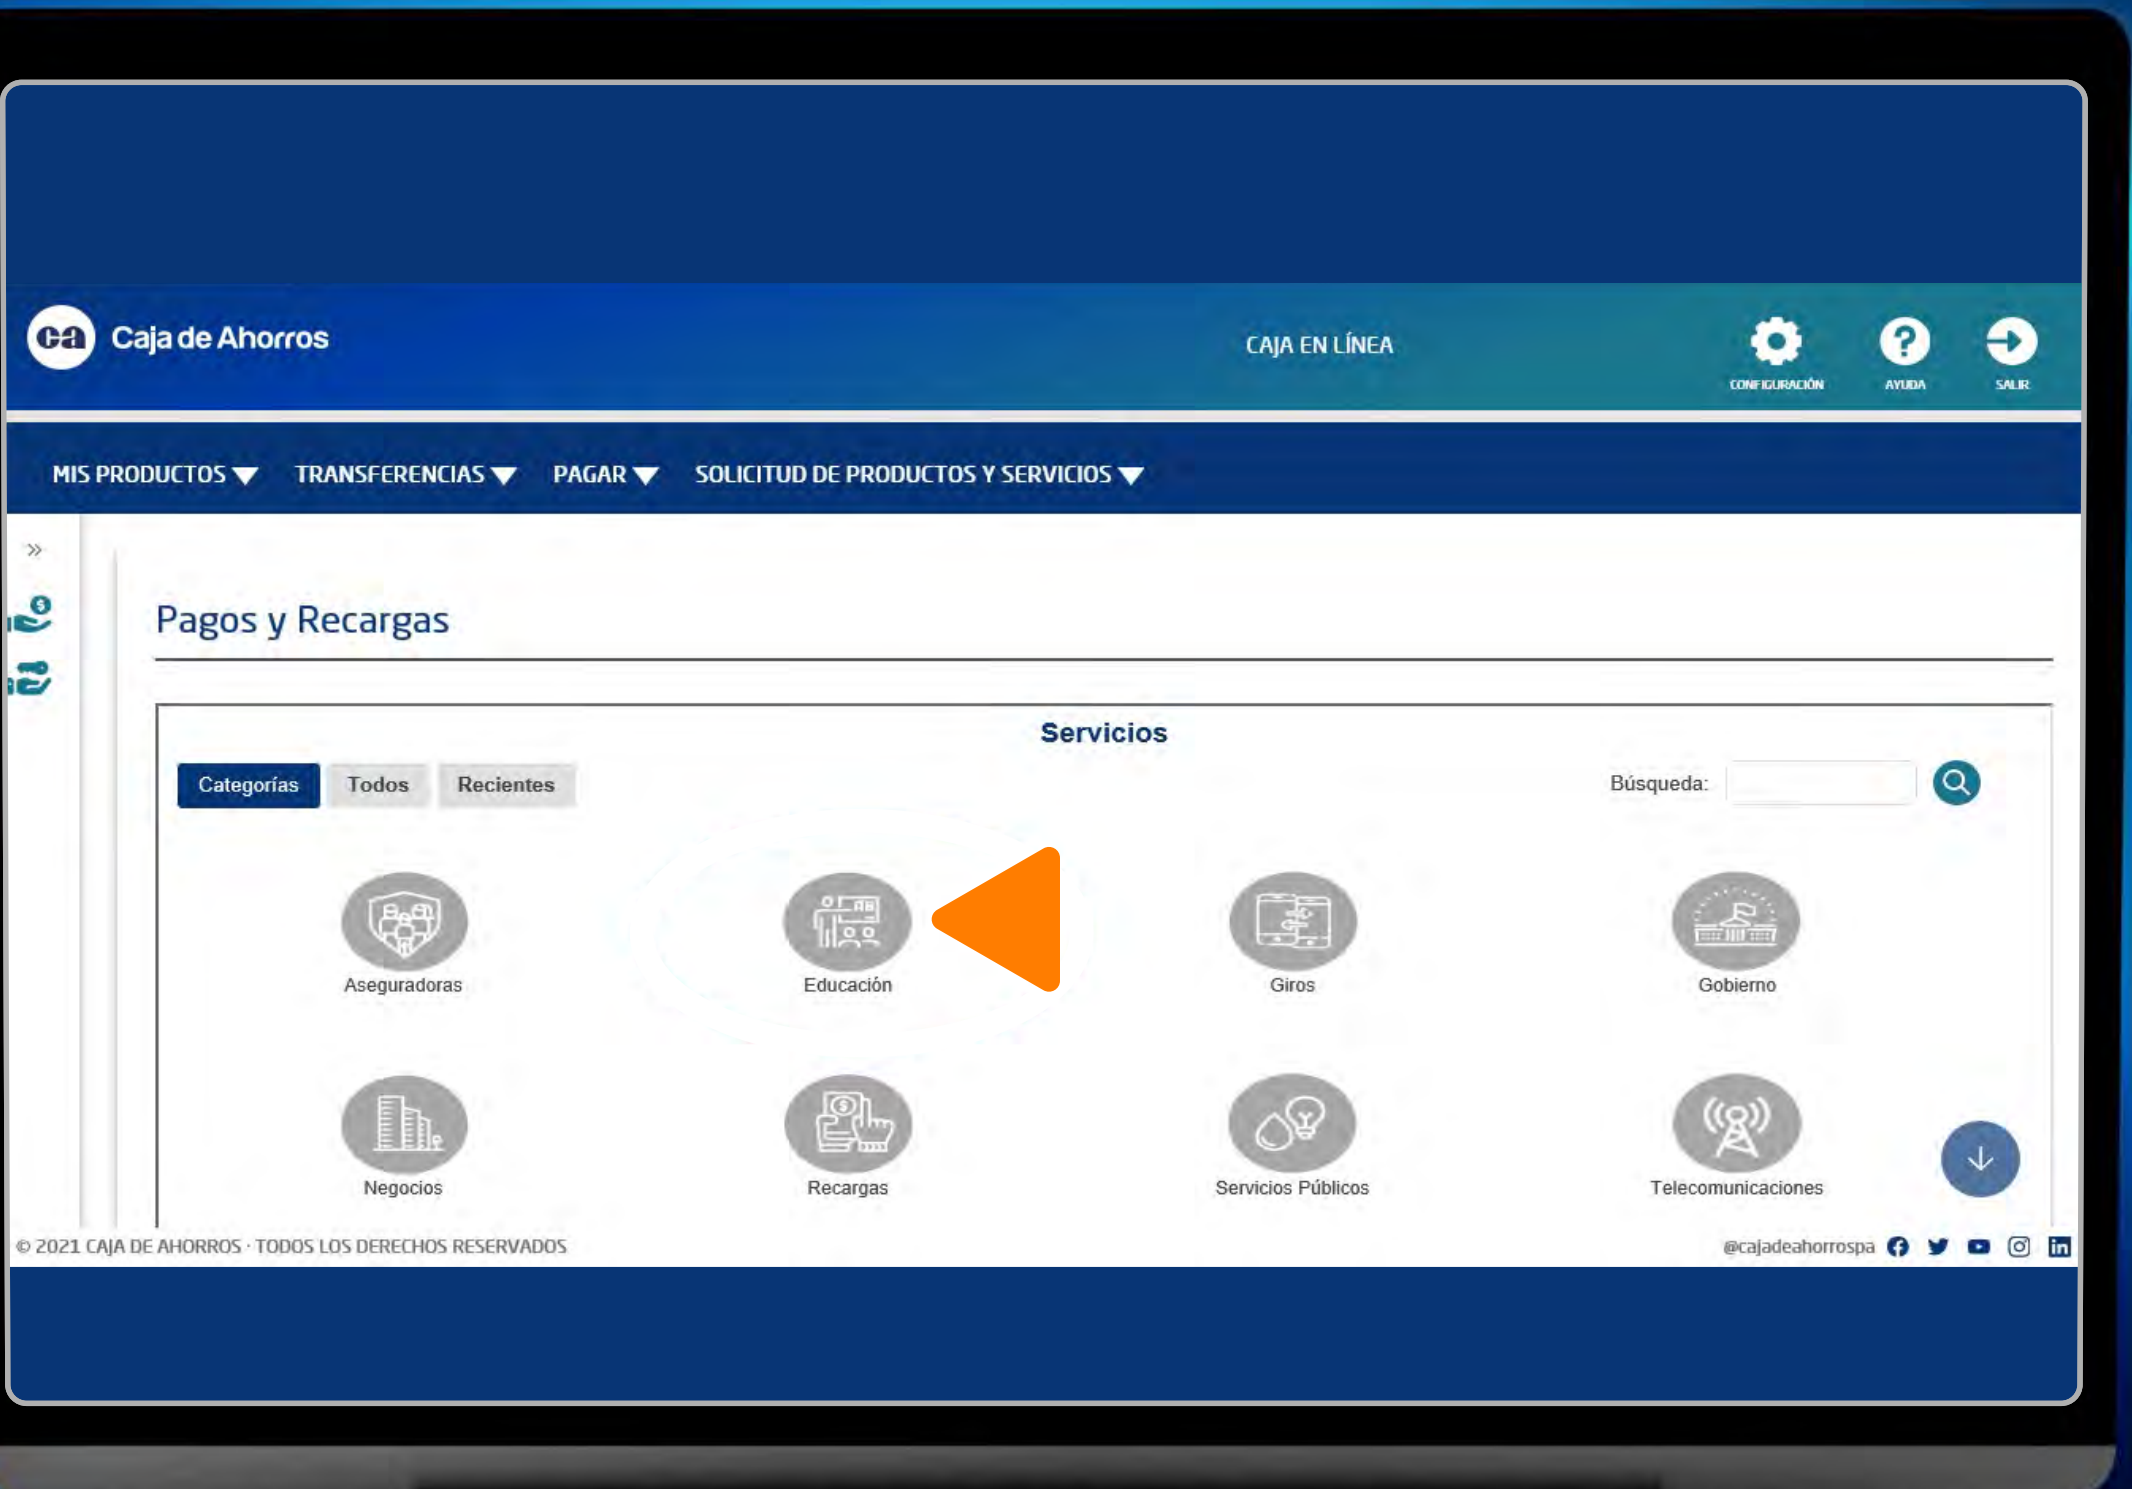 ca Caja de Ahorros
CAJA EN LÍNEA
CONFIGURACIÓN AYUDA SALIR
MIS PRODUCTOS TRANSFERENCIAS PAGAR SOLICITUD DE PRODUCTOS Y SERVICIOS
Pagos y Recargas
Servicios
Categorías Todos Recientes Búsqueda:
Aseguradoras Educación Giros Gobierno
Negocios Recargas Servicios Públicos Telecomunicaciones
© 2021 CAJA DE AHORROS · TODOS LOS DERECHOS RESERVADOS @cajadeahorrospa